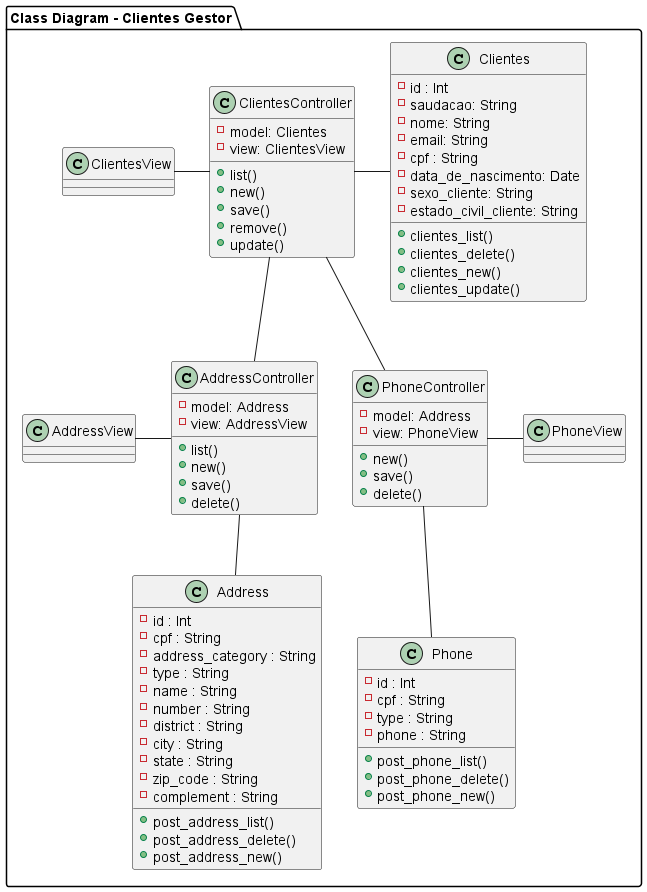 Class Diagram - Clientes Gestor
C Clientes
id : Int
saudacao: String
nome: String
email: String
cpf : String
data_de_nascimento: Date
sexo_cliente: String
estado_civil_cliente: String
clientes_list()
clientes_delete()
clientes_new()
clientes_update()
C ClientesController
model: Clientes
view: ClientesView
list()
new()
save()
remove()
update()
C ClientesView
C AddressController
model: Address
view: AddressView
list()
new()
save()
delete()
C PhoneController
model: Address
view: PhoneView
new()
save()
delete()
C AddressView
C PhoneView
C Address
id : Int
cpf : String
address_category : String
type : String
name : String
number : String
district : String
city : String
state : String
zip_code : String
complement : String
post_address_list()
post_address_delete()
post_address_new()
C Phone
id : Int
cpf : String
type : String
phone : String
post_phone_list()
post_phone_delete()
post_phone_new()